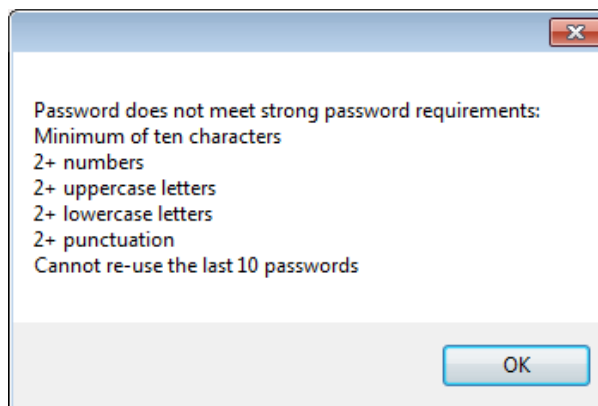 Password does not meet strong password requirements:
Minimum of ten characters
2+ numbers
2+ uppercase letters
2+ lowercase letters
2+ punctuation
Cannot re-use the last 10 passwords
OK